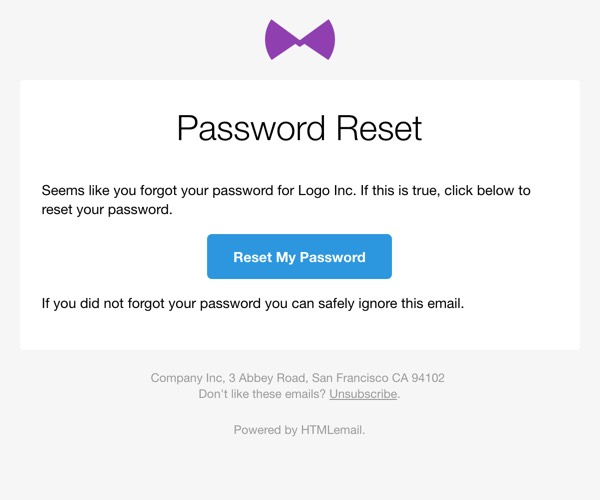 Password Reset
Seems like you forgot your password for Logo Inc. If this is true, click below to
reset your password.
Reset My Password
If you did not forgot your password you can safely ignore this email.
Company Inc, 3 Abbey Road, San Francisco CA 94102
Don't like these emails? Unsubscribe.
Powered by HTMLemail.